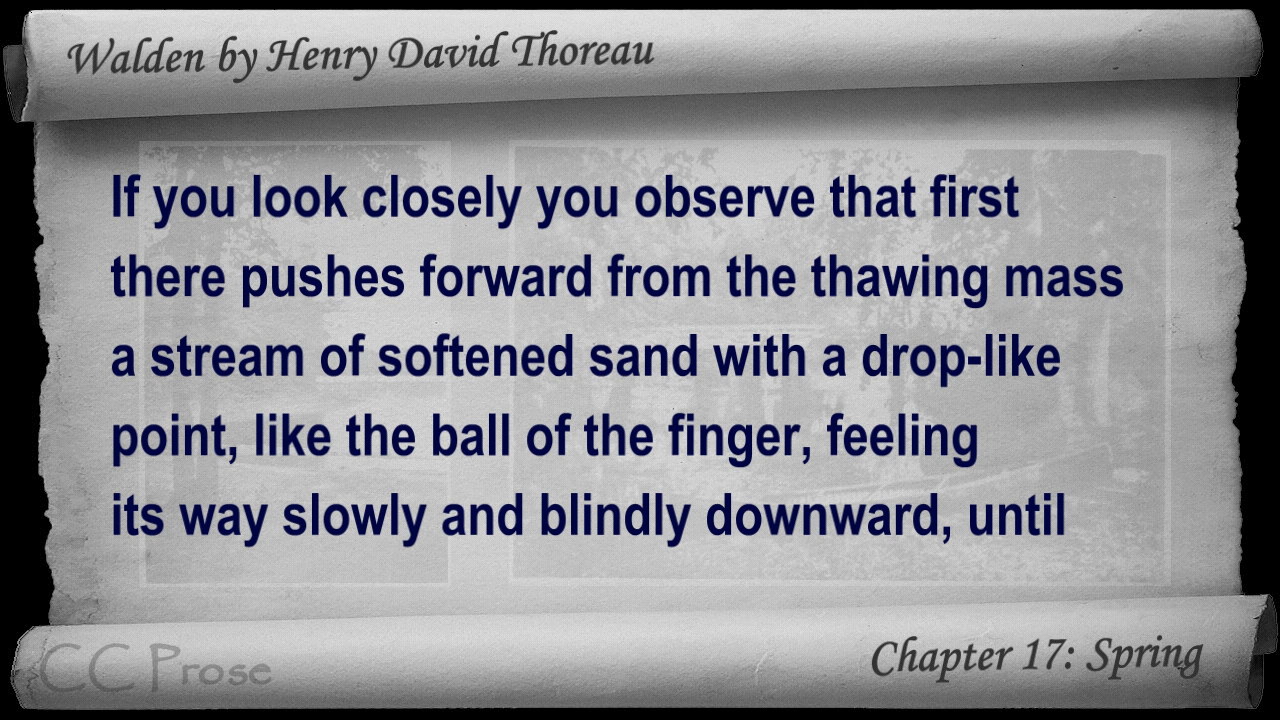 Walden by Henry David Thoreau
If you look closely you observe that first
there pushes forward from the thawing mass
a stream of softened sand with a drop-like
point, like the ball of the finger, feeling
its way slowly and blindly downward, until
CC Prose
Chapter 17: Spring